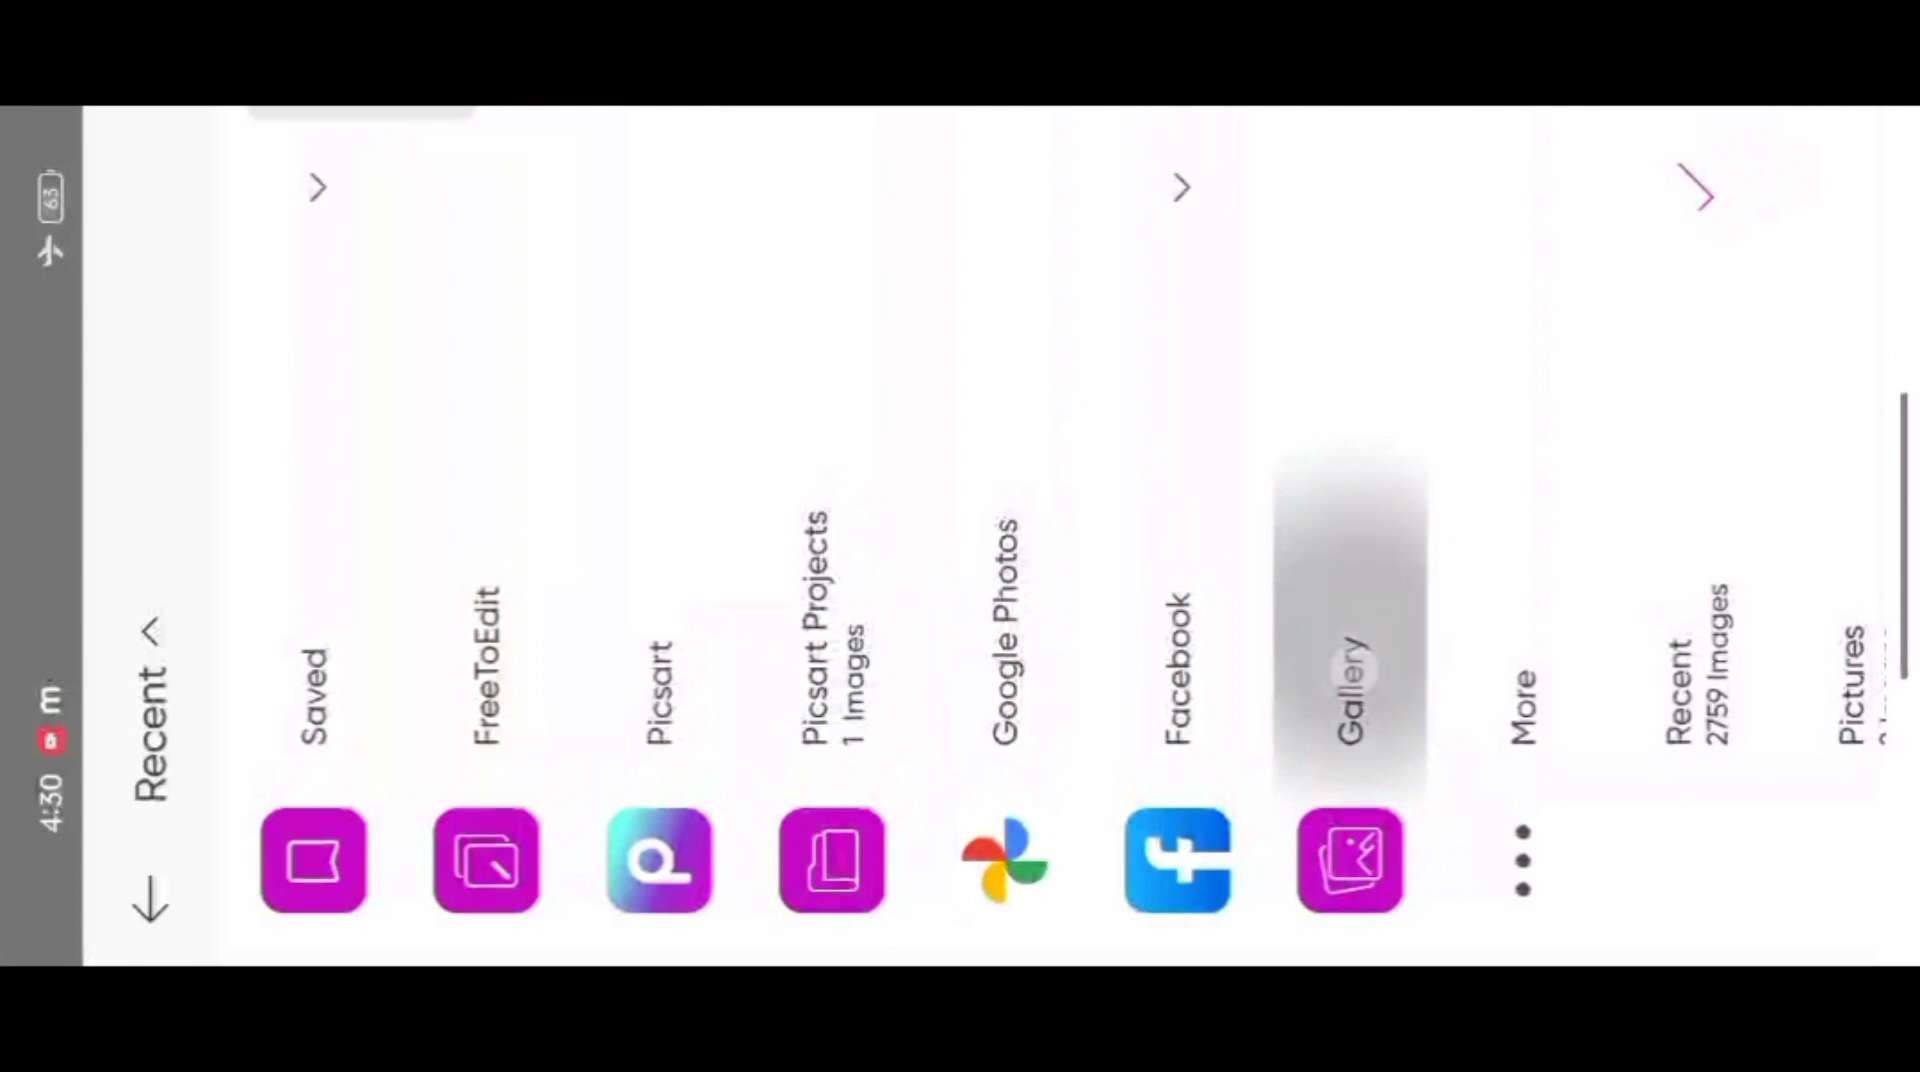 4:30 m 63
Recent
Saved
FreeToEdit
Picsart
Picsart Projects
1 Images
Google Photos
Facebook
Gallery
More
Recent
2759 Images
Pictures